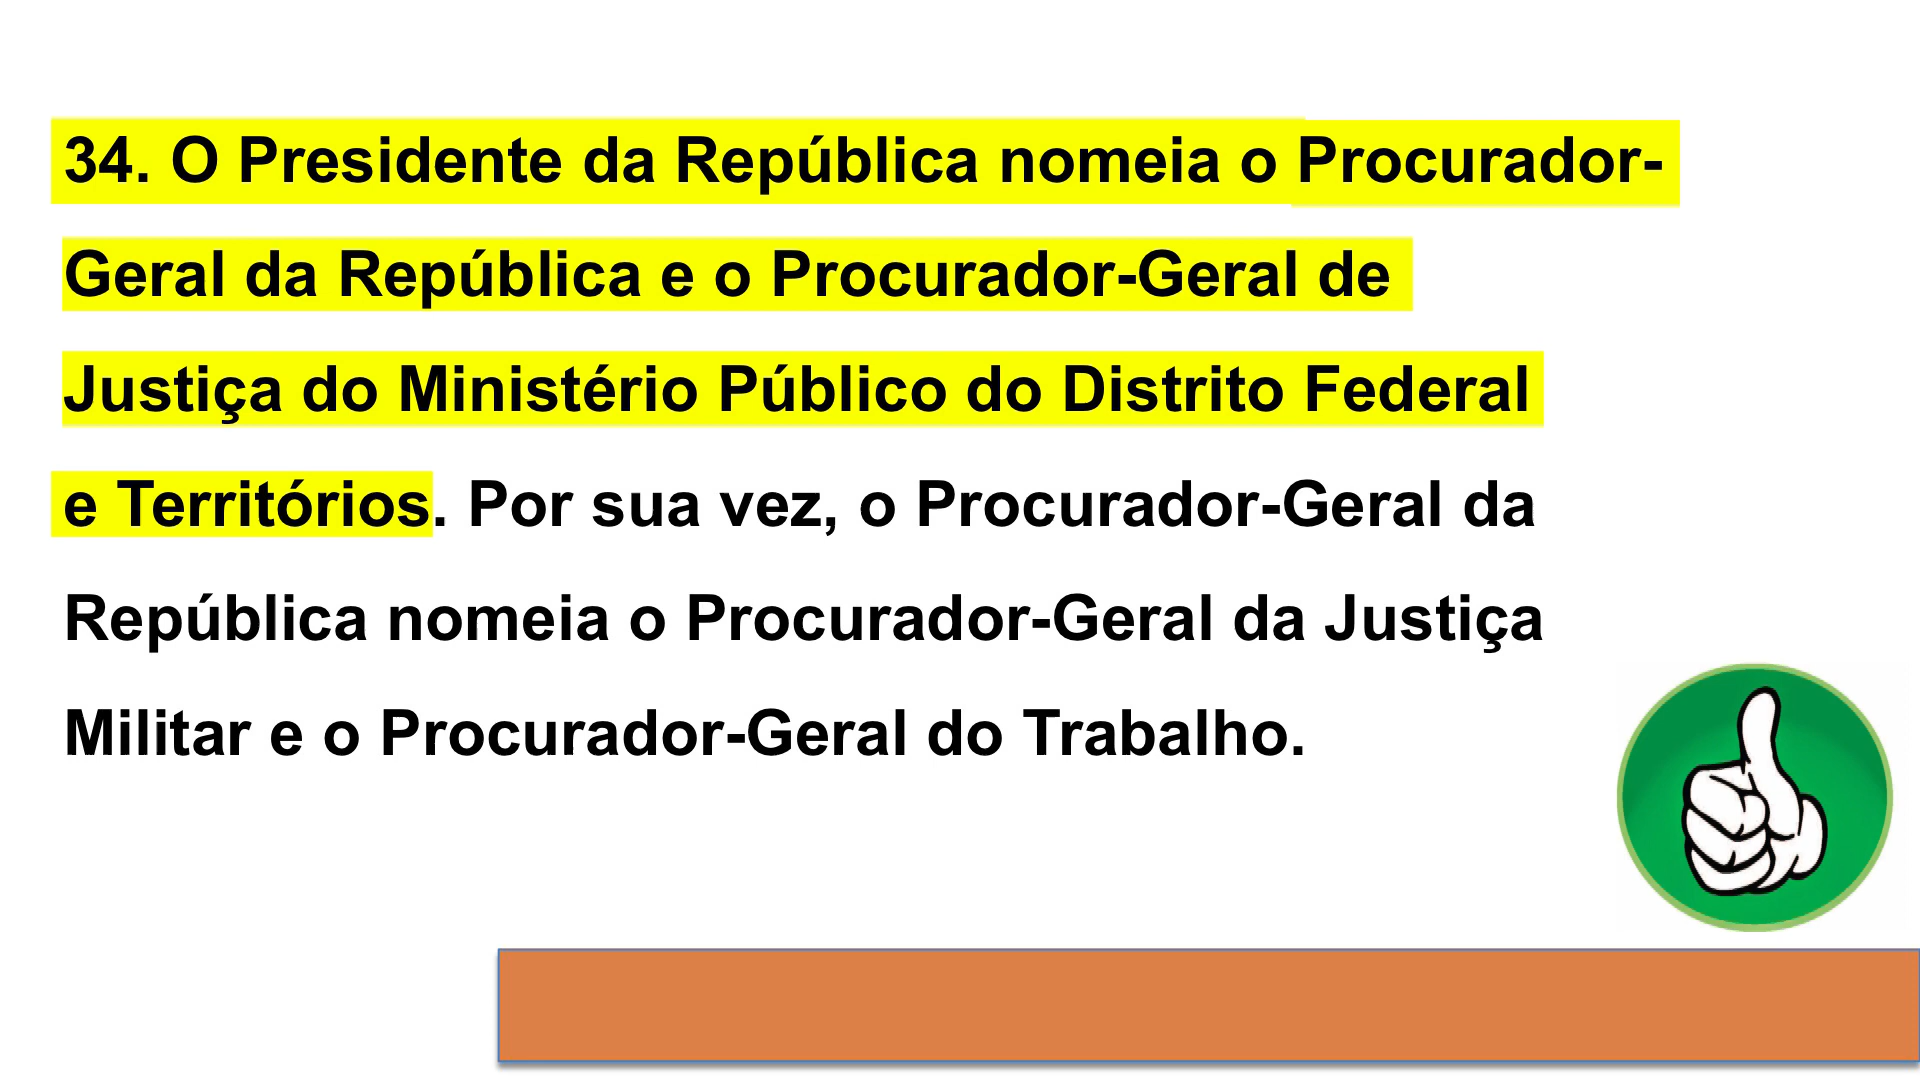 34. O Presidente da República nomeia o Procurador-
Geral da República e o Procurador-Geral de
Justiça do Ministério Público do Distrito Federal
e Territórios. Por sua vez, o Procurador-Geral da
República nomeia o Procurador-Geral da Justiça
Militar e o Procurador-Geral do Trabalho.